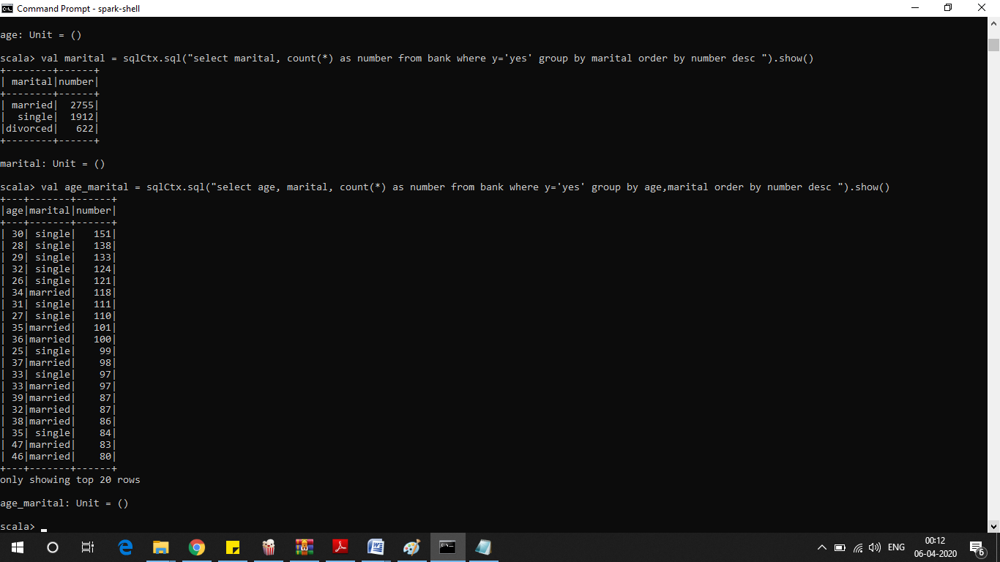 Command Prompt - spark-shell
age: Unit = ()
scala> val marital = sqlCtx.sql("select marital, count(*) as number from bank where y='yes' group by marital order by number desc ").show()
+--------+------+
| marital|number|
+--------+------+
| married|  2755|
|  single|  1912|
|divorced|   622|
+--------+------+
marital: Unit = ()
scala> val age_marital = sqlCtx.sql("select age, marital, count(*) as number from bank where y='yes' group by age,marital order by number desc ").show()
+---+-------+------+
|age|marital|number|
+---+-------+------+
| 30| single|   151|
| 28| single|   138|
| 29| single|   133|
| 32| single|   124|
| 26| single|   121|
| 34|married|   118|
| 31| single|   111|
| 27| single|   110|
| 35|married|   101|
| 36|married|   100|
| 25| single|    99|
| 37|married|    98|
| 33| single|    97|
| 33|married|    97|
| 39|married|    87|
| 32|married|    87|
| 38|married|    86|
| 35| single|    84|
| 47|married|    83|
| 46|married|    80|
+---+-------+------+
only showing top 20 rows
age_marital: Unit = ()
scala>
ENG
00:12
06-04-2020
6